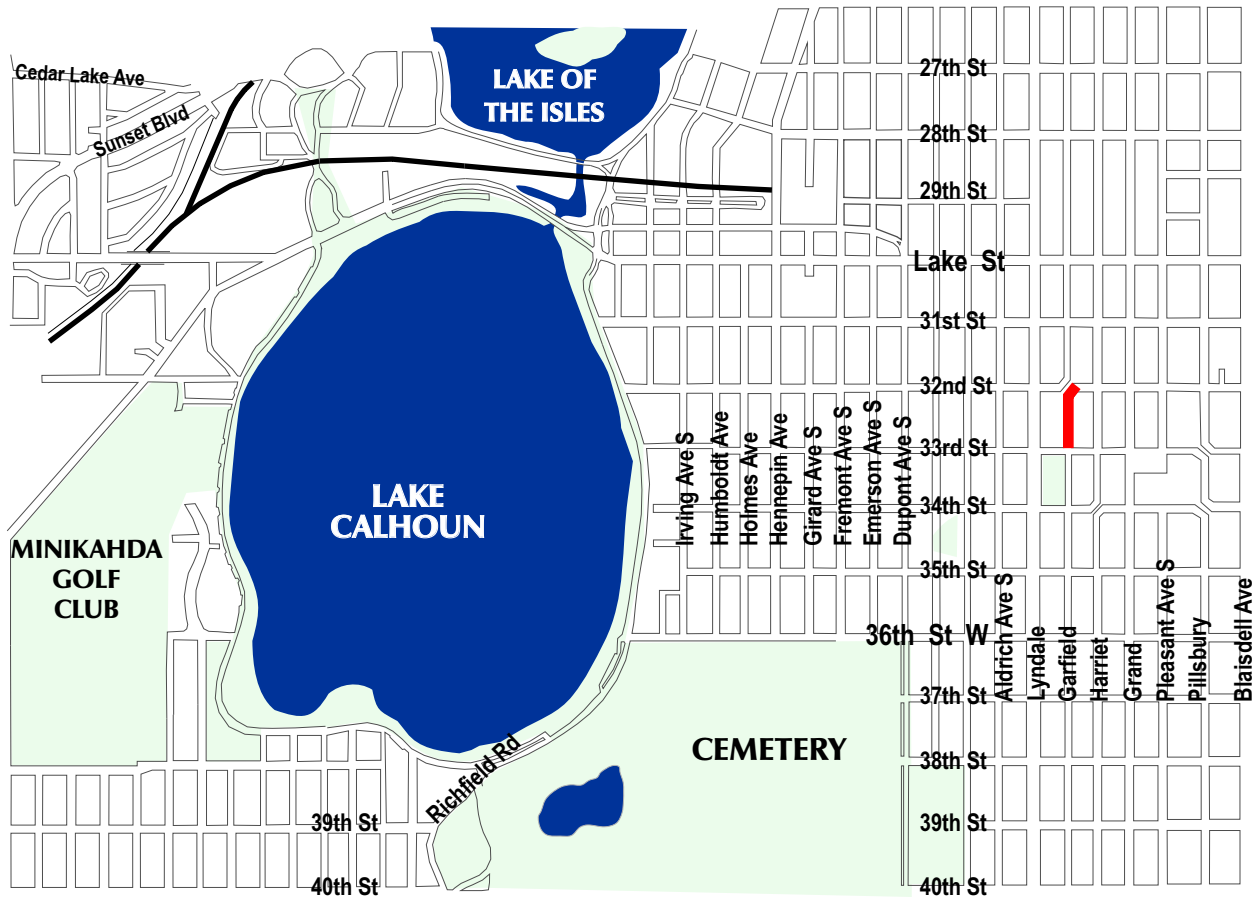 Cedar Lake Ave
Sunset Blvd
LAKE OF
THE ISLES
27th St
28th St
29th St
Lake St
31st St
32nd St
33rd St
34th St
35th St
36th St W
37th St
38th St
39th St
40th St
Irving Ave S
Humboldt Ave
Holmes Ave
Hennepin Ave
Girard Ave S
Fremont Ave S
Emerson Ave S
Dupont Ave S
Aldrich Ave S
Lyndale
Garfield
Harriet
Grand
Pleasant Ave S
Pillsbury
Blaisdell Ave
LAKE
CALHOUN
MINIKAHDA
GOLF
CLUB
CEMETERY
Richfield Rd
39th St
40th St